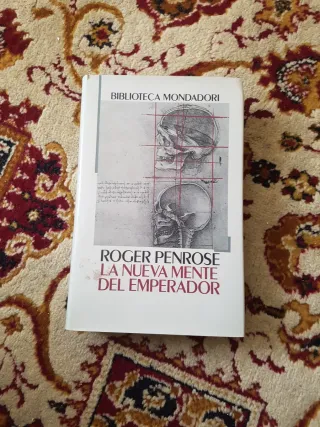 BIBLIOTECA MONDADORI
ROGER PENROSE
LA NUEVA MENTE
DEL EMPERADOR